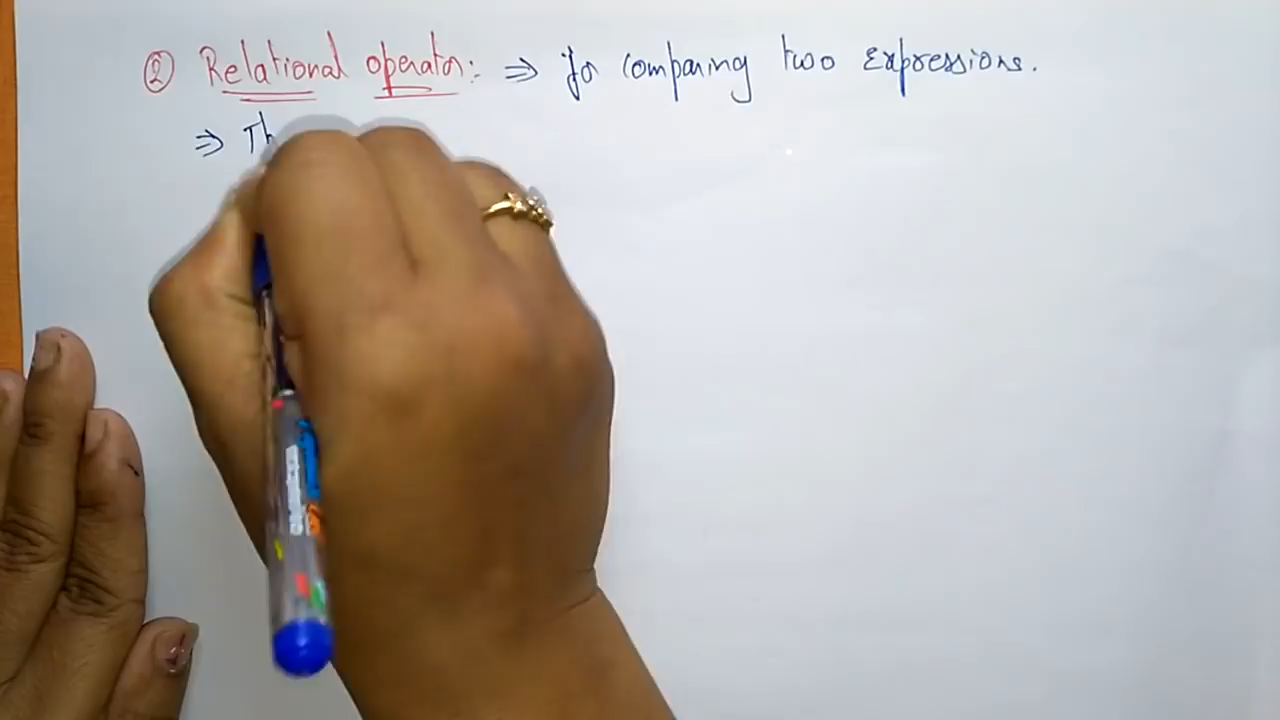 ② Relational operator:- ⇒ for comparing two expressions.
⇒ Th